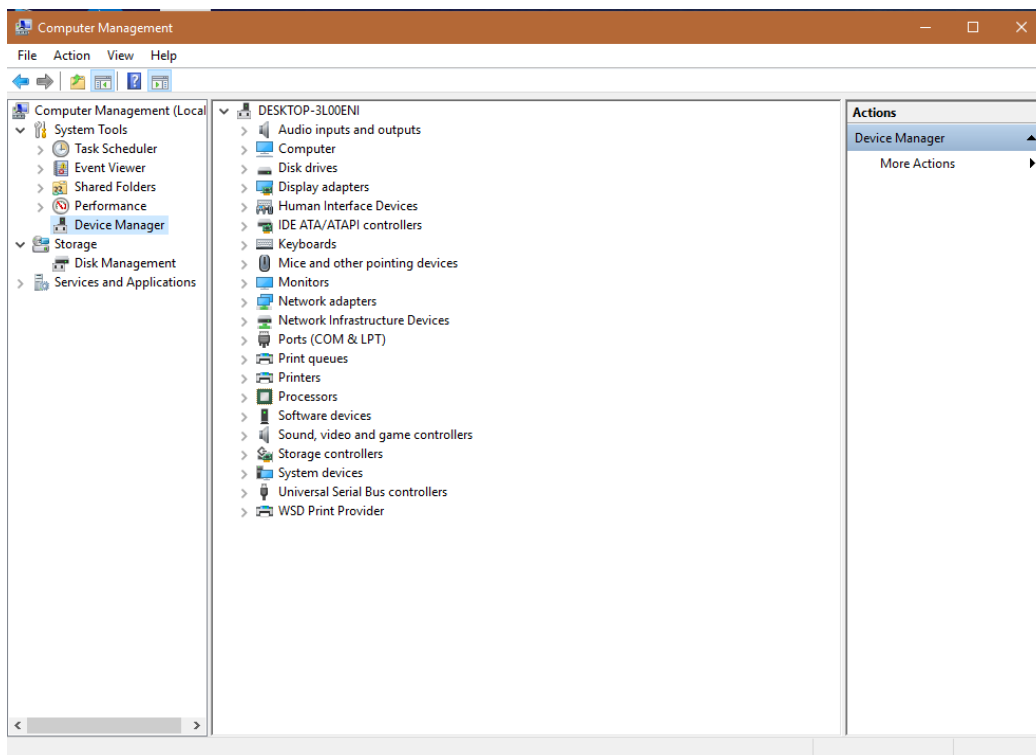 Computer Management
File Action View Help
Computer Management (Local
System Tools
Task Scheduler
Event Viewer
Shared Folders
Performance
Device Manager
Storage
Disk Management
Services and Applications
DESKTOP-3L00ENI
Audio inputs and outputs
Computer
Disk drives
Display adapters
Human Interface Devices
IDE ATA/ATAPI controllers
Keyboards
Mice and other pointing devices
Monitors
Network adapters
Network Infrastructure Devices
Ports (COM & LPT)
Print queues
Printers
Processors
Software devices
Sound, video and game controllers
Storage controllers
System devices
Universal Serial Bus controllers
WSD Print Provider
Actions
Device Manager
More Actions